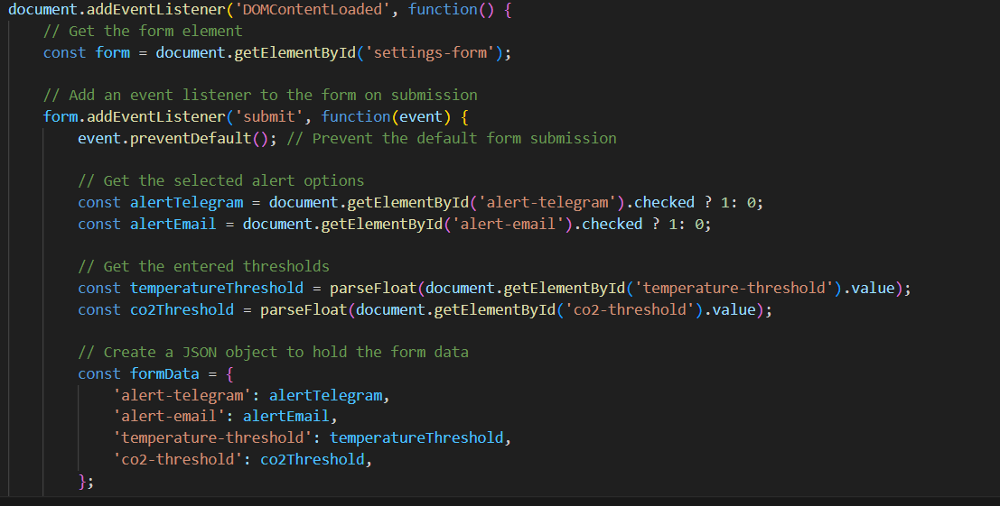 document.addEventListener('DOMContentLoaded', function() {
    // Get the form element
    const form = document.getElementById('settings-form');

    // Add an event listener to the form on submission
    form.addEventListener('submit', function(event) {
        event.preventDefault(); // Prevent the default form submission

        // Get the selected alert options
        const alertTelegram = document.getElementById('alert-telegram').checked ? 1: 0;
        const alertEmail = document.getElementById('alert-email').checked ? 1: 0;

        // Get the entered thresholds
        const temperatureThreshold = parseFloat(document.getElementById('temperature-threshold').value);
        const co2Threshold = parseFloat(document.getElementById('co2-threshold').value);

        // Create a JSON object to hold the form data
        const formData = {
            'alert-telegram': alertTelegram,
            'alert-email': alertEmail,
            'temperature-threshold': temperatureThreshold,
            'co2-threshold': co2Threshold,
        };